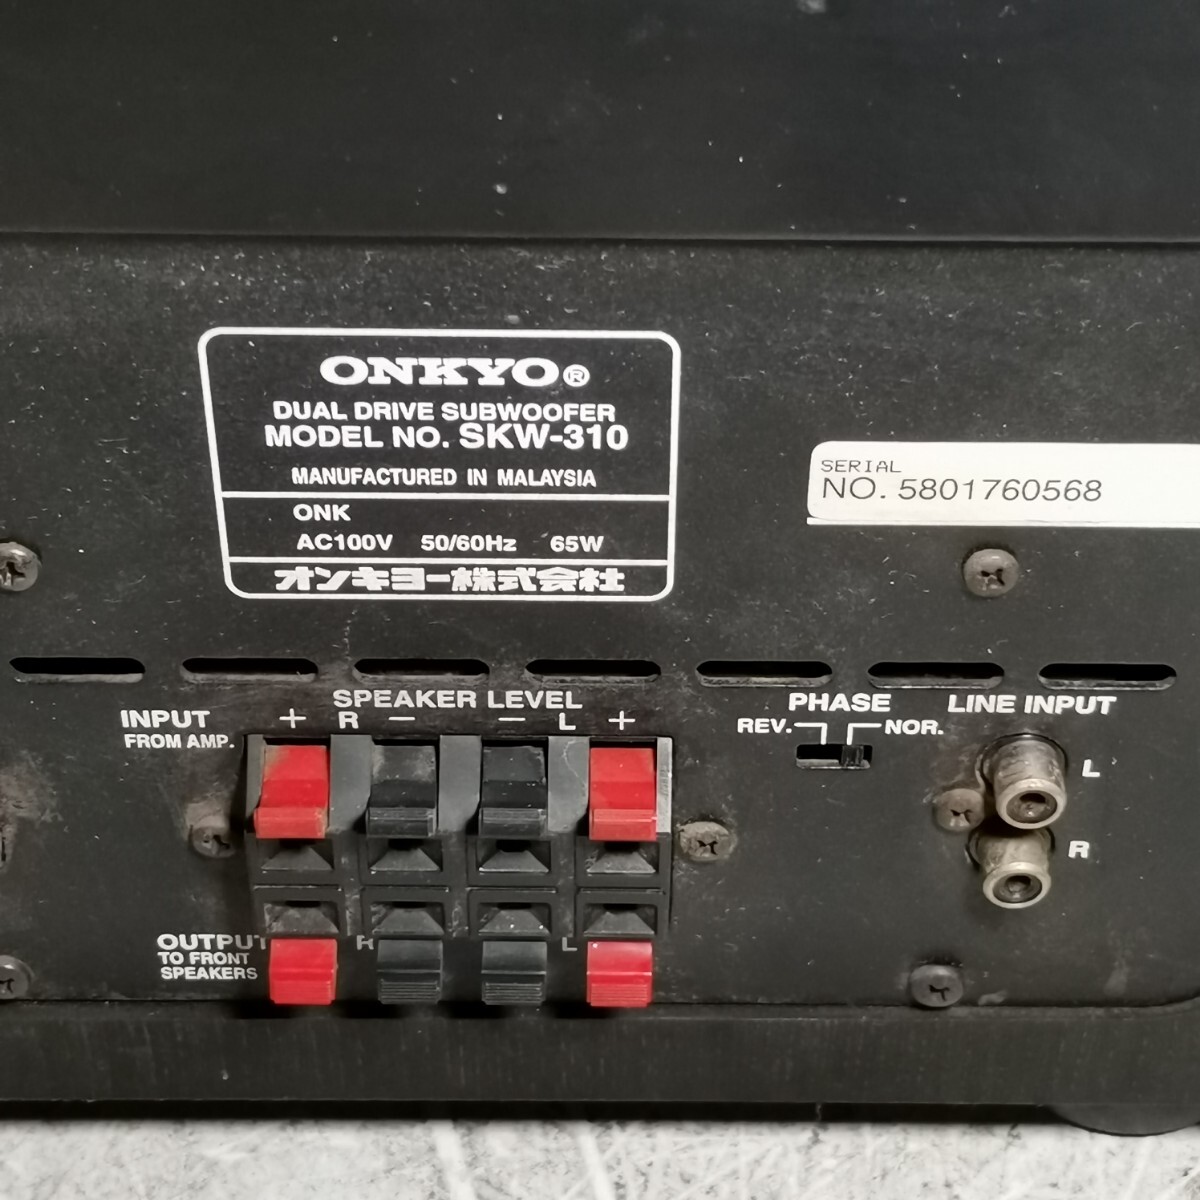 ONKYO®
DUAL DRIVE SUBWOOFER
MODEL NO. SKW-310
MANUFACTURED IN MALAYSIA
ONK
AC100V 50/60Hz 65W
オンキヨー株式会社
SERIAL
NO. 5801760568
SPEAKER LEVEL
INPUT + R − − L +
FROM AMP.
PHASE
REV. NOR.
LINE INPUT
L
R
OUTPUT R L
TO FRONT
SPEAKERS